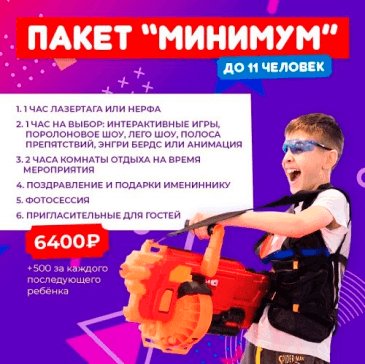 ПАКЕТ "МИНИМУМ"
ДО 11 ЧЕЛОВЕК
1. 1 ЧАС ЛАЗЕРТАГА ИЛИ НЕРФА
2. 1 ЧАС НА ВЫБОР: ИНТЕРАКТИВНЫЕ ИГРЫ,
ПОРОЛОНОВОЕ ШОУ, ЛЕГО ШОУ, ПОЛОСА
ПРЕПЯТСТВИЙ, ЭНГРИ БЕРДС ИЛИ АНИМАЦИЯ
3. 2 ЧАСА КОМНАТЫ ОТДЫХА НА ВРЕМЯ
МЕРОПРИЯТИЯ
4. ПОЗДРАВЛЕНИЕ И ПОДАРКИ ИМЕНИННИКУ
5. ФОТОСЕССИЯ
6. ПРИГЛАСИТЕЛЬНЫЕ ДЛЯ ГОСТЕЙ
6400₽
+500 за каждого
последующего
ребёнка